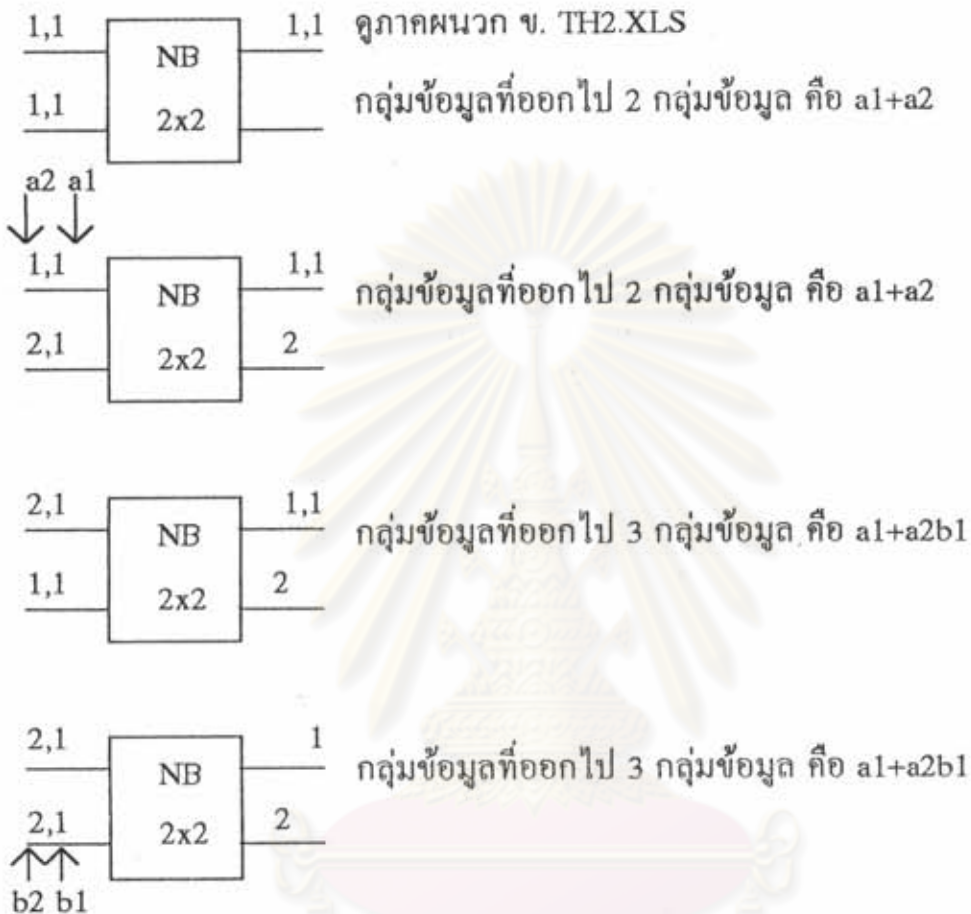 1,1 NB 1,1 ดูภาคผนวก ข. TH2.XLS
1,1 2x2 กลุ่มข้อมูลที่ออกไป 2 กลุ่มข้อมูล คือ a1+a2
a2 a1
1,1 NB 1,1 กลุ่มข้อมูลที่ออกไป 2 กลุ่มข้อมูล คือ a1+a2
2,1 2x2 2
2,1 NB 1,1 กลุ่มข้อมูลที่ออกไป 3 กลุ่มข้อมูล คือ a1+a2b1
1,1 2x2 2
2,1 NB 1 กลุ่มข้อมูลที่ออกไป 3 กลุ่มข้อมูล คือ a1+a2b1
2,1 2x2 2
b2 b1